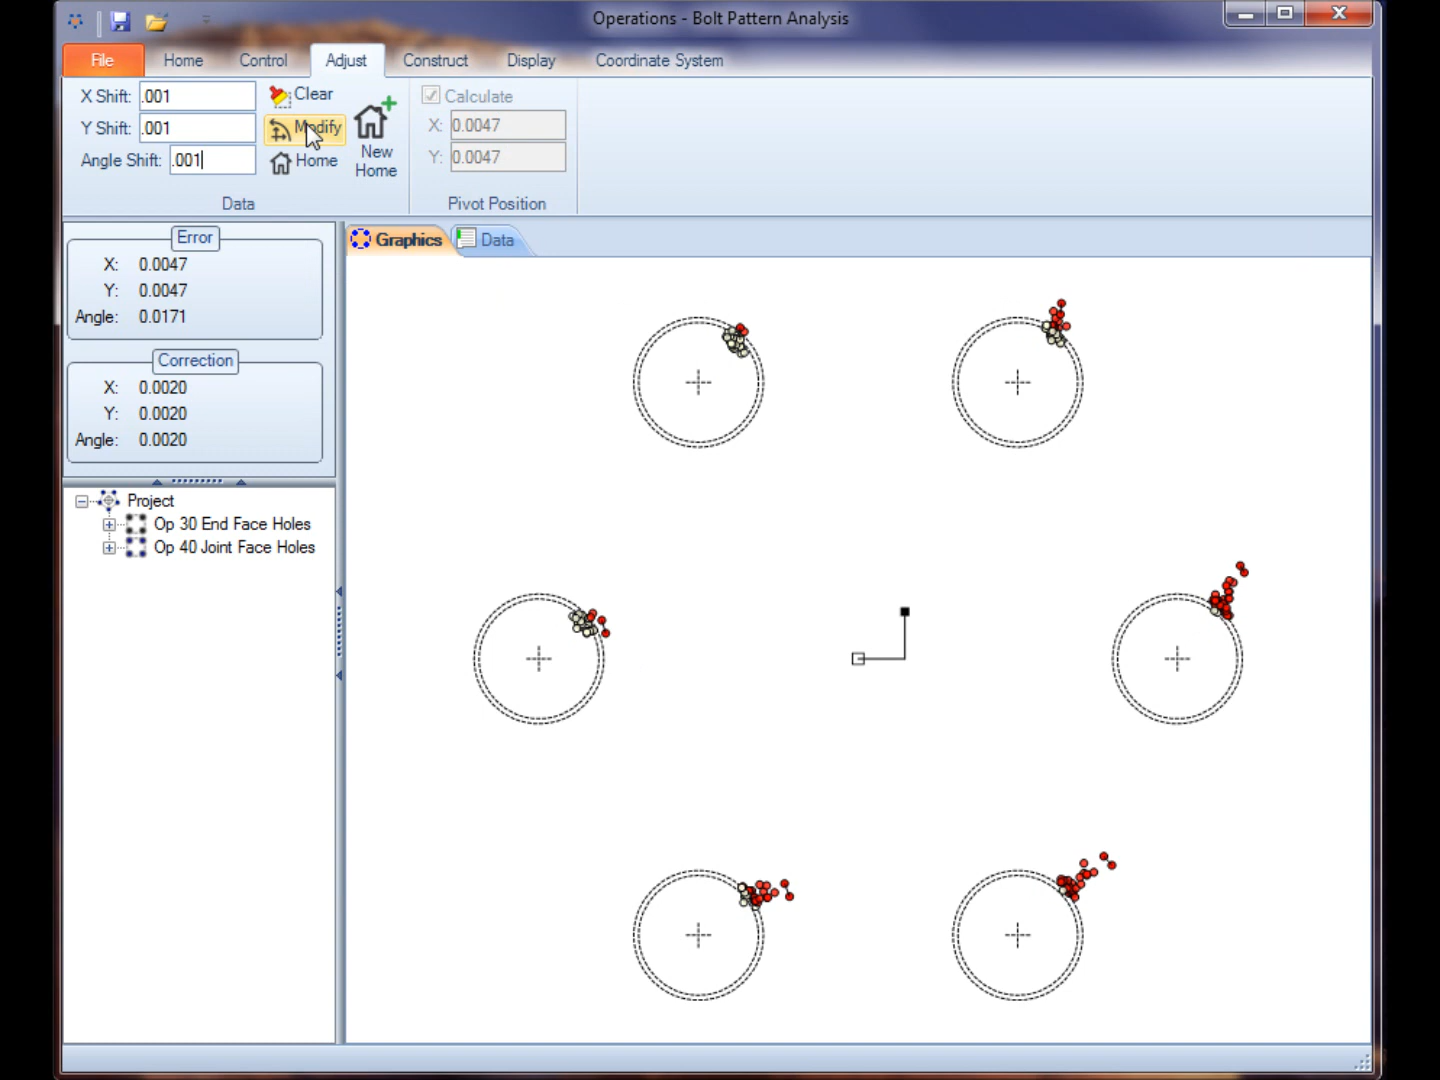 Operations - Bolt Pattern Analysis
File Home Control Adjust Construct Display Coordinate System
X Shift: .001
Y Shift: .001
Angle Shift: .001
Clear
Modify
Home
New
Home
Data
Calculate
X: 0.0047
Y: 0.0047
Pivot Position
Error
X: 0.0047
Y: 0.0047
Angle: 0.0171
Correction
X: 0.0020
Y: 0.0020
Angle: 0.0020
Project
Op 30 End Face Holes
Op 40 Joint Face Holes
Graphics Data